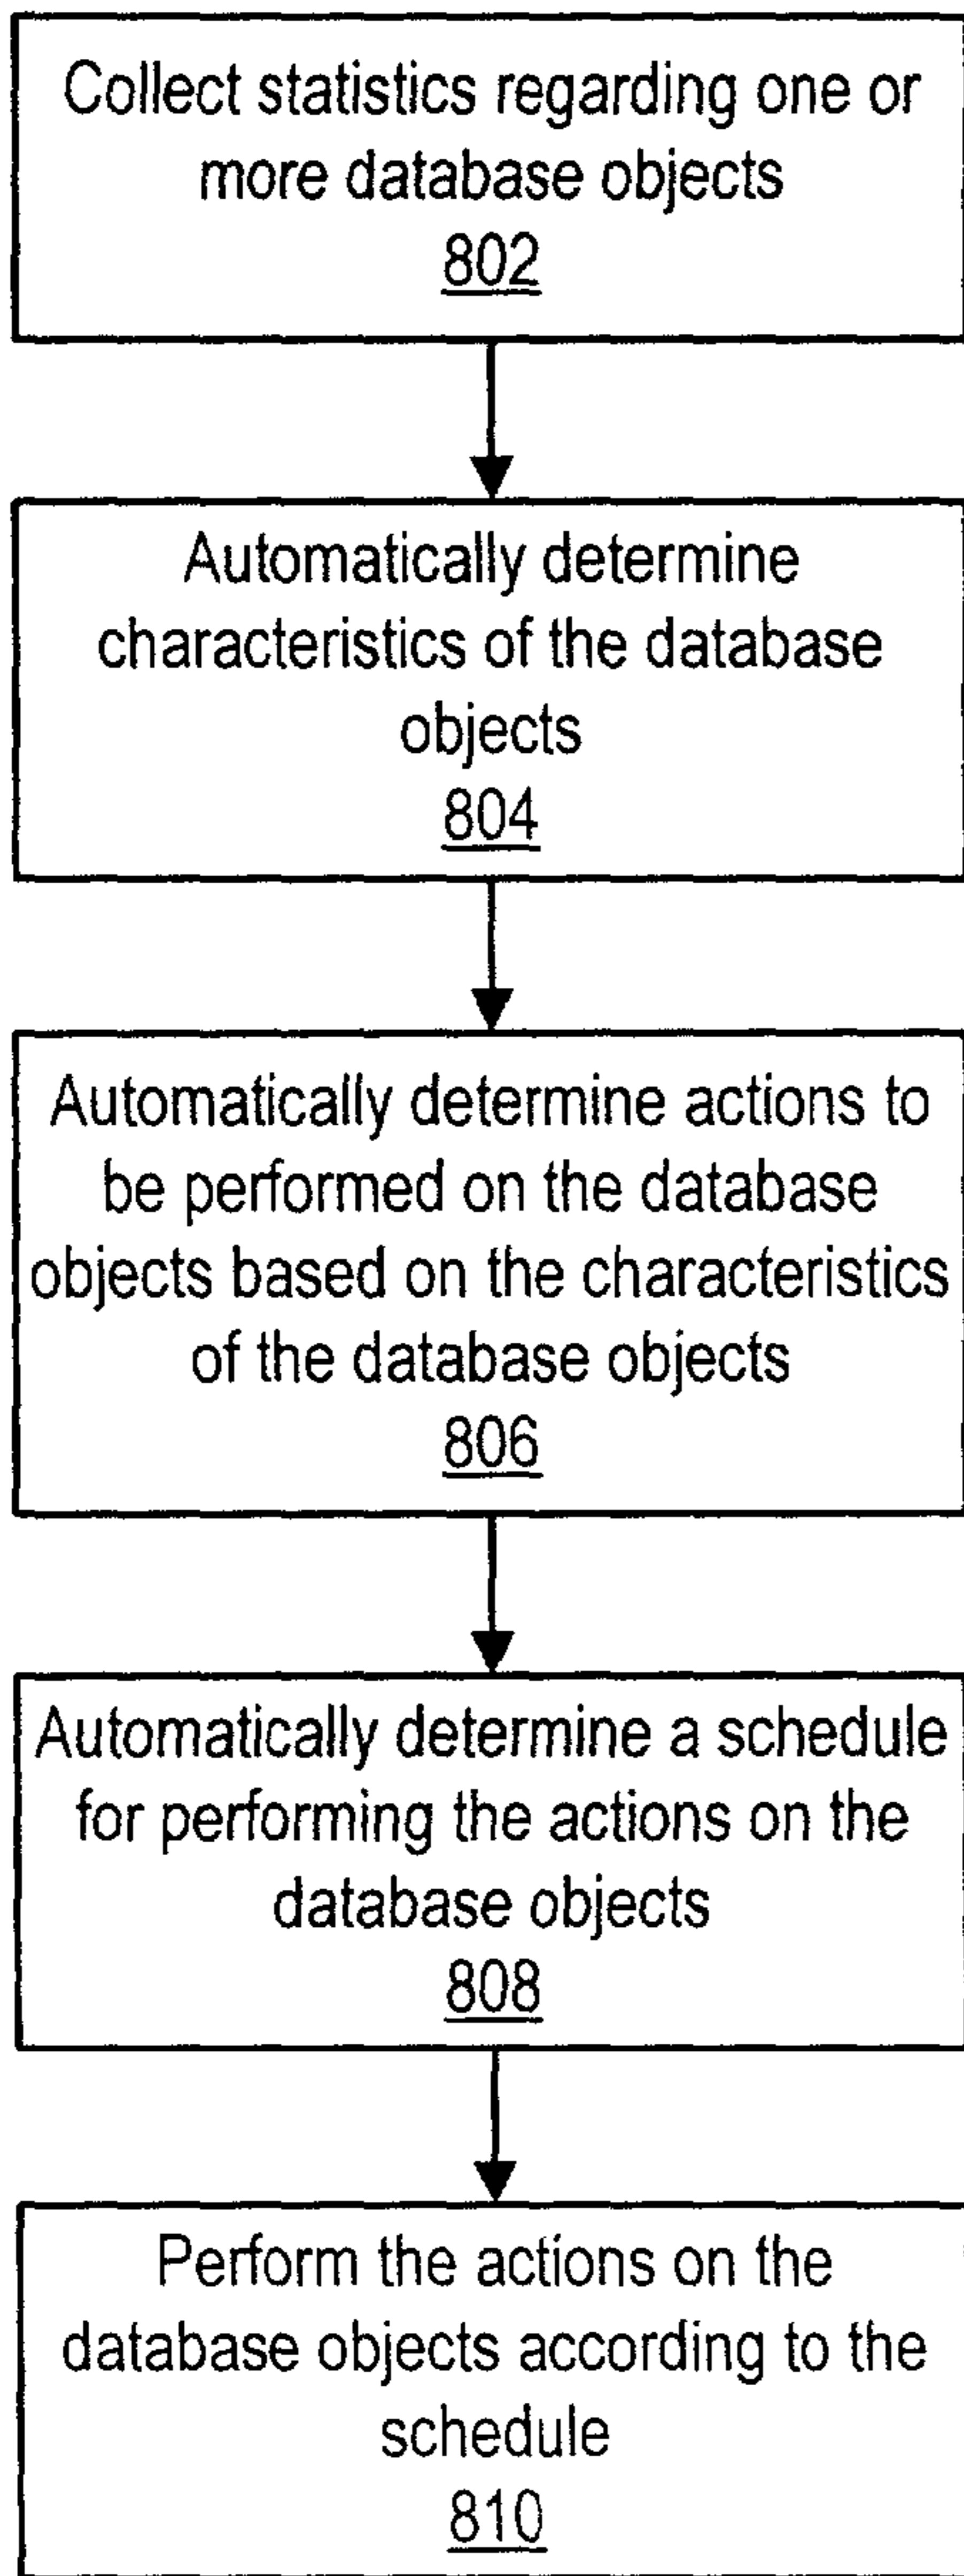 Collect statistics regarding one or
more database objects
802
Automatically determine
characteristics of the database
objects
804
Automatically determine actions to
be performed on the database
objects based on the characteristics
of the database objects
806
Automatically determine a schedule
for performing the actions on the
database objects
808
Perform the actions on the
database objects according to the
schedule
810